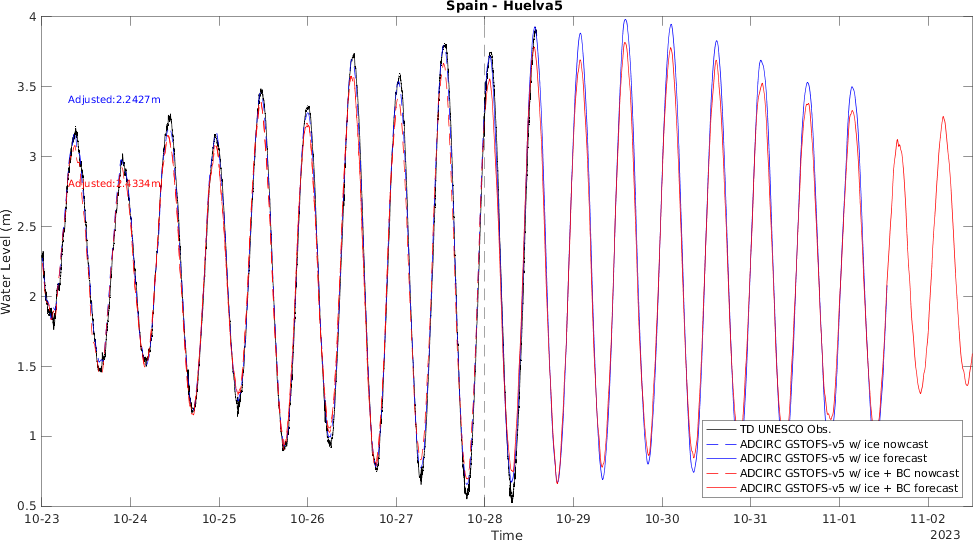 Spain - Huelva5
4
3.5
3
2.5
2
1.5
1
0.5
Water Level (m)
Adjusted:2.2427m
Adjusted:2.4334m
TD UNESCO Obs.
ADCIRC GSTOFS-v5 w/ ice nowcast
ADCIRC GSTOFS-v5 w/ ice forecast
ADCIRC GSTOFS-v5 w/ ice + BC nowcast
ADCIRC GSTOFS-v5 w/ ice + BC forecast
10-23 10-24 10-25 10-26 10-27 10-28 10-29 10-30 10-31 11-01 11-02
2023
Time